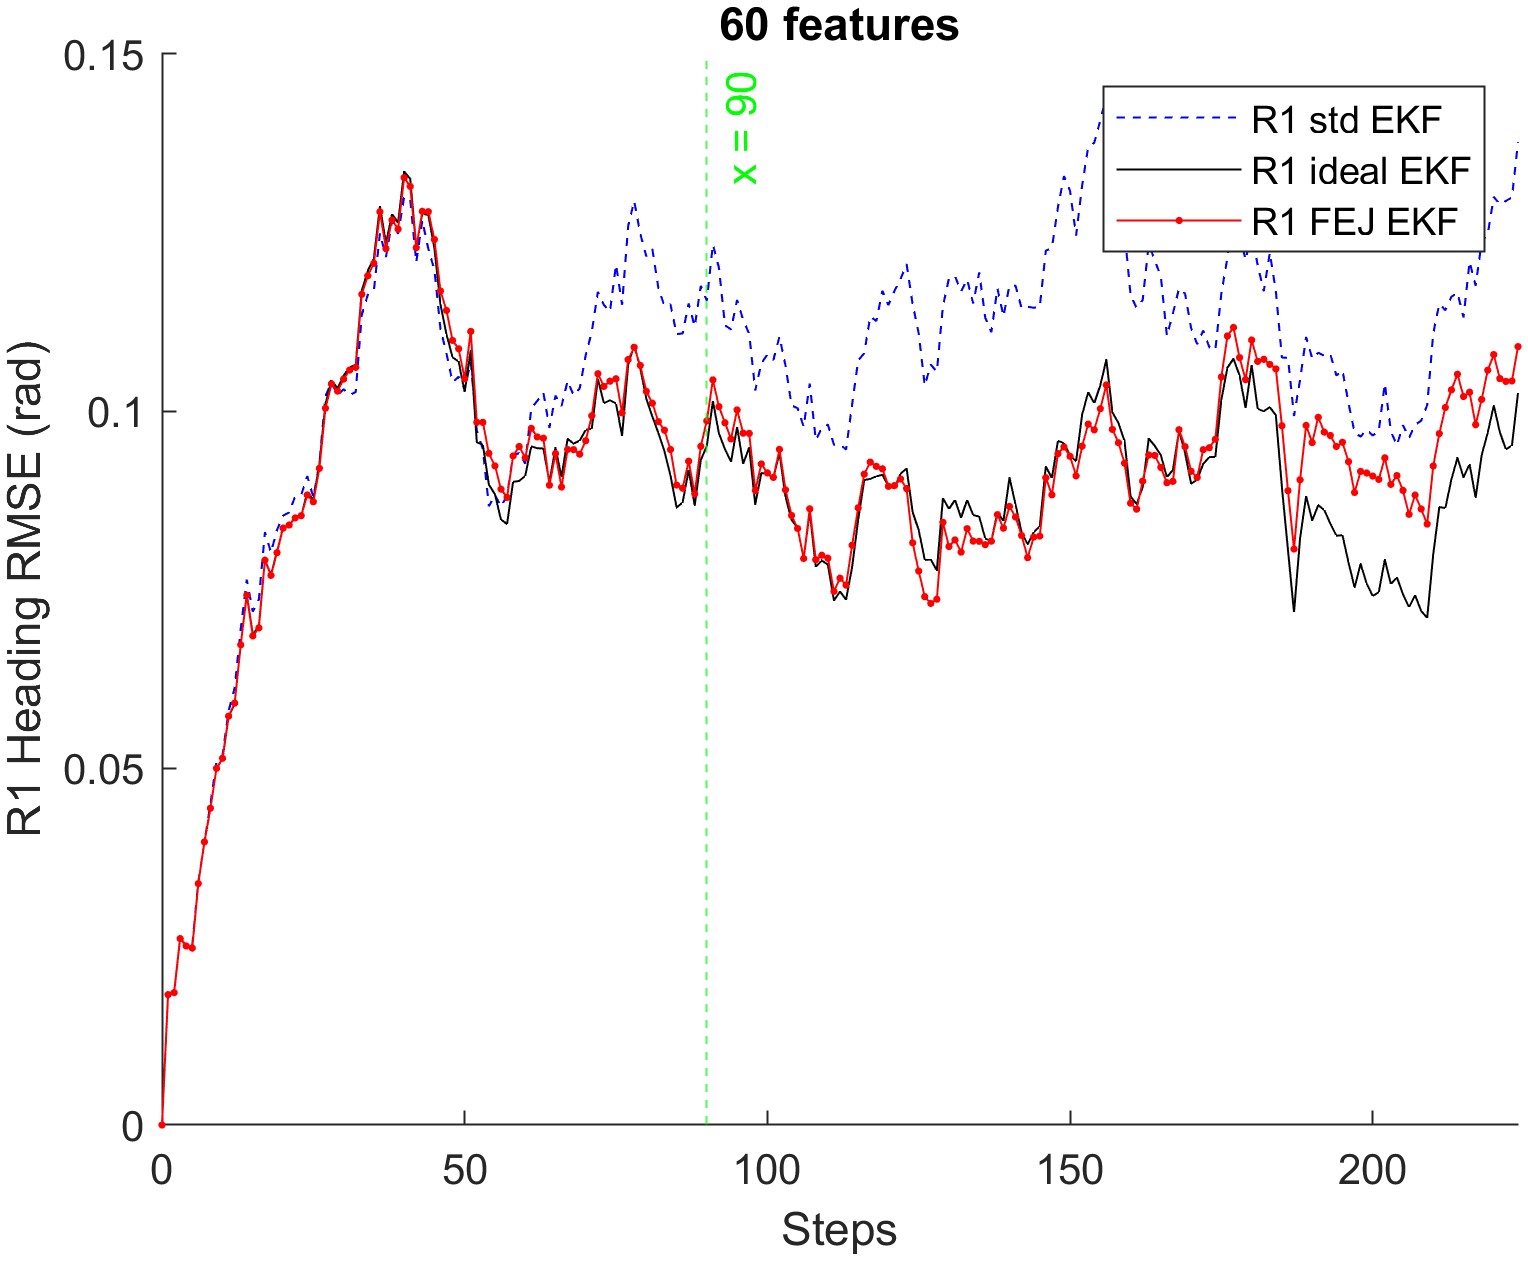 60 features
0.15
0.1
0.05
0
R1 Heading RMSE (rad)
x = 90
R1 std EKF
R1 ideal EKF
R1 FEJ EKF
0 50 100 150 200
Steps